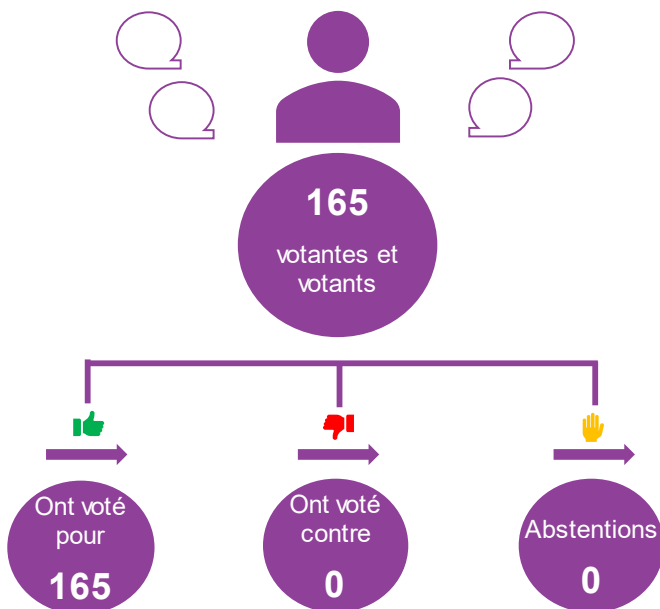 165
votantes et
votants
Ont voté
pour
165
Ont voté
contre
0
Abstentions
0